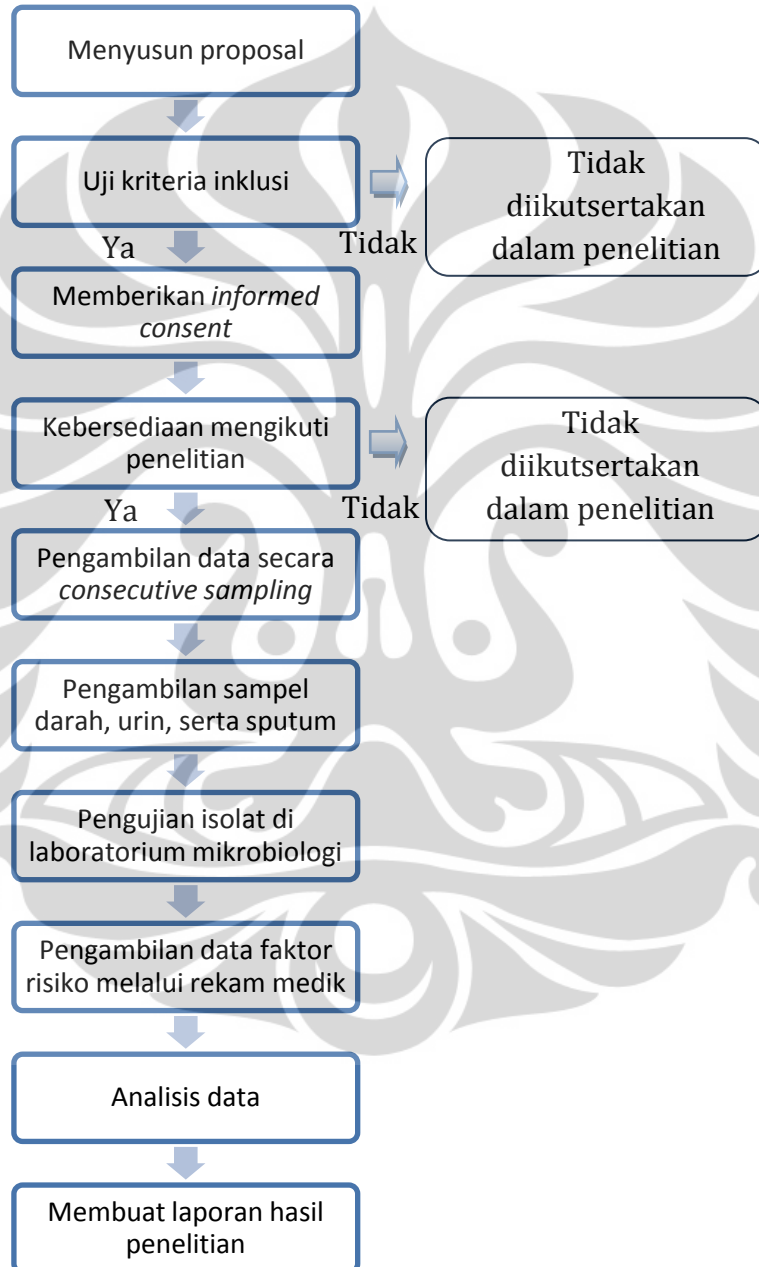 Menyusun proposal
Uji kriteria inklusi
Tidak
diikutsertakan
dalam penelitian
Ya
Tidak
Memberikan informed
consent
Kebersediaan mengikuti
penelitian
Tidak
diikutsertakan
dalam penelitian
Ya
Tidak
Pengambilan data secara
consecutive sampling
Pengambilan sampel
darah, urin, serta sputum
Pengujian isolat di
laboratorium mikrobiologi
Pengambilan data faktor
risiko melalui rekam medik
Analisis data
Membuat laporan hasil
penelitian